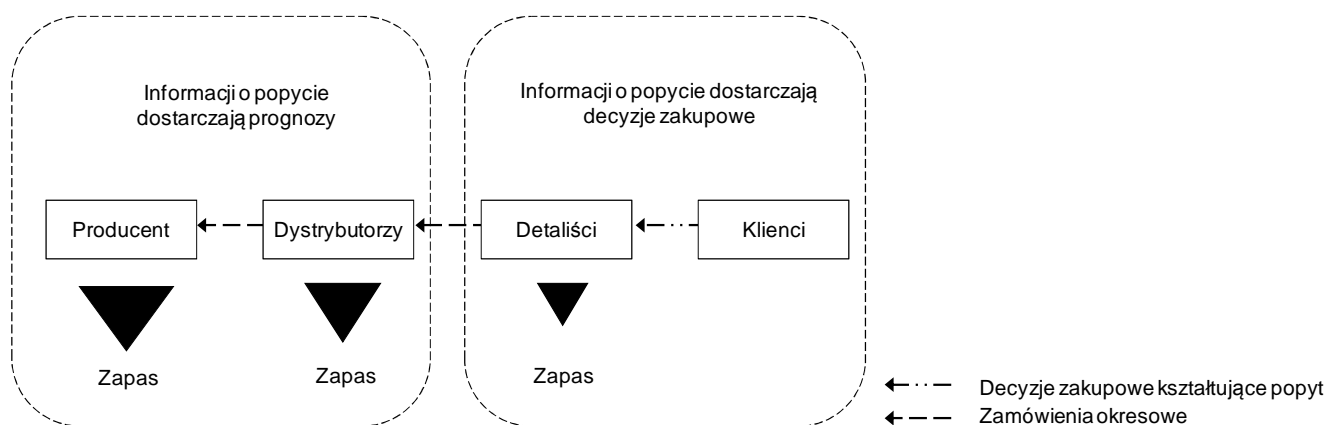 Informacji o popycie
dostarczają prognozy
Informacji o popycie dostarczają
decyzje zakupowe
Producent
Dystrybutorzy
Detaliści
Klienci
Zapas
Zapas
Zapas
Decyzje zakupowe kształtujące popyt
Zamówienia okresowe